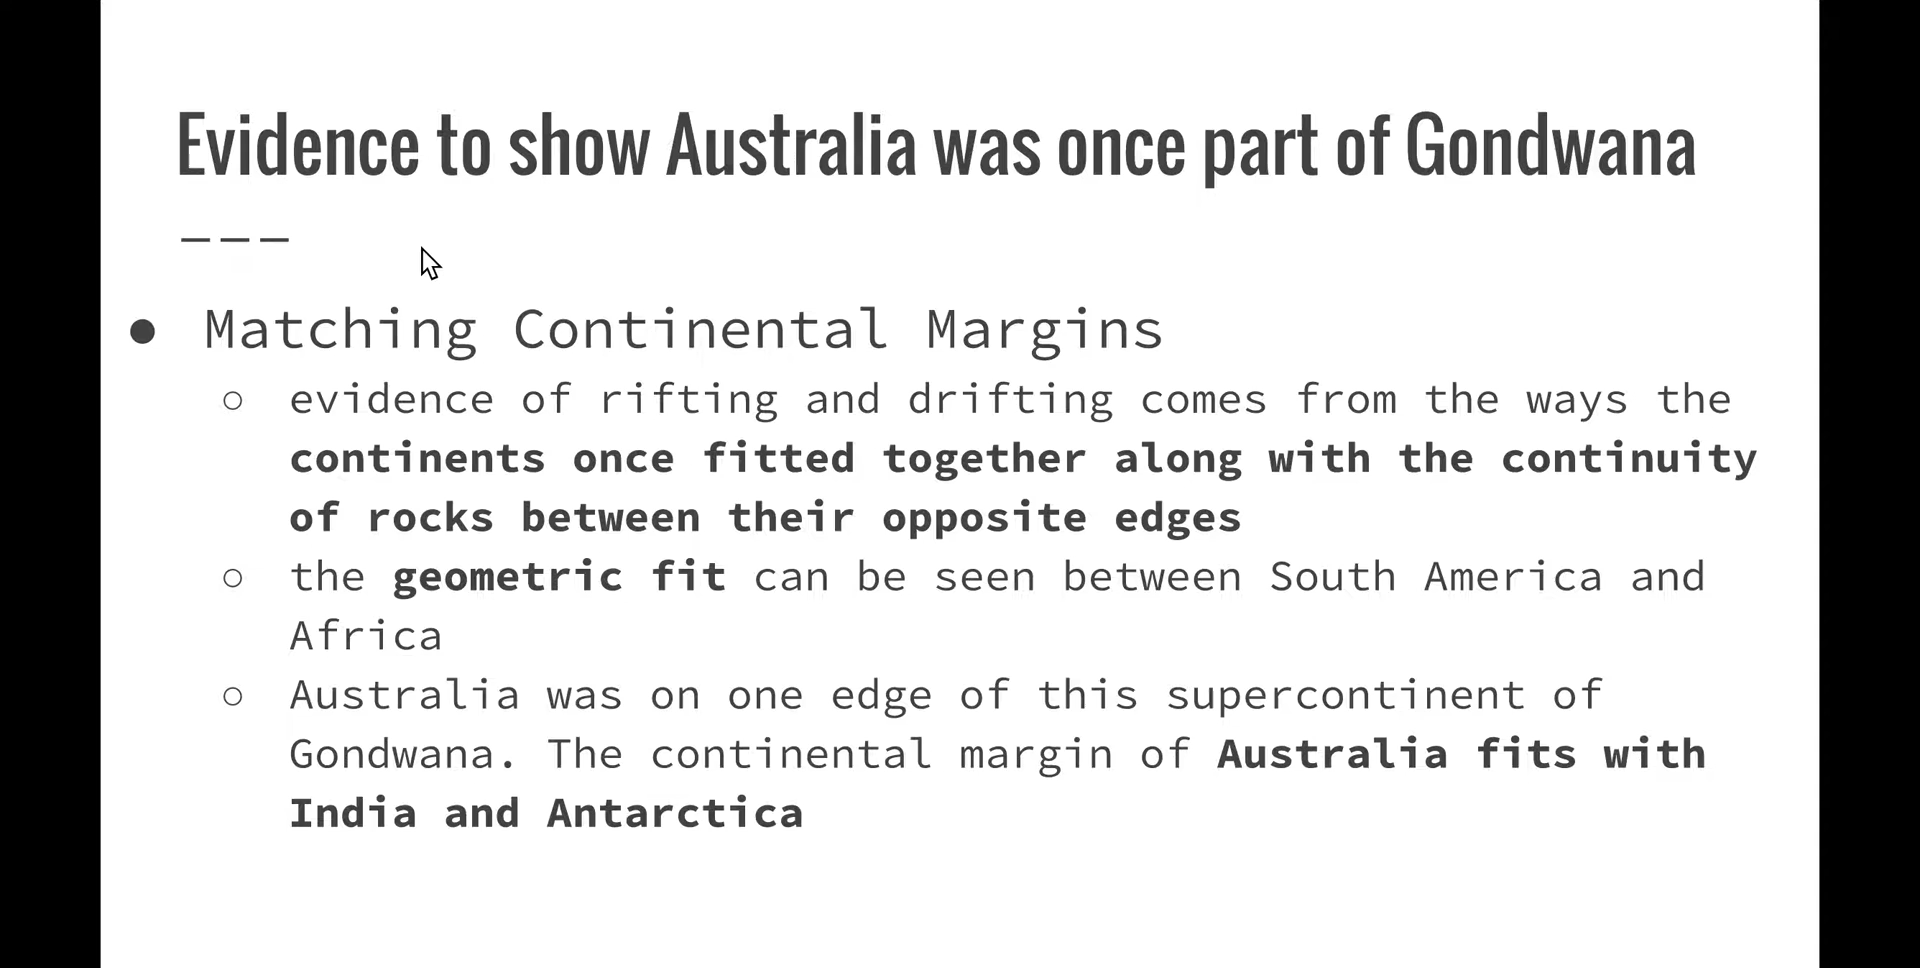 Evidence to show Australia was once part of Gondwana
● Matching Continental Margins
○ evidence of rifting and drifting comes from the ways the
continents once fitted together along with the continuity
of rocks between their opposite edges
○ the geometric fit can be seen between South America and
Africa
○ Australia was on one edge of this supercontinent of
Gondwana. The continental margin of Australia fits with
India and Antarctica